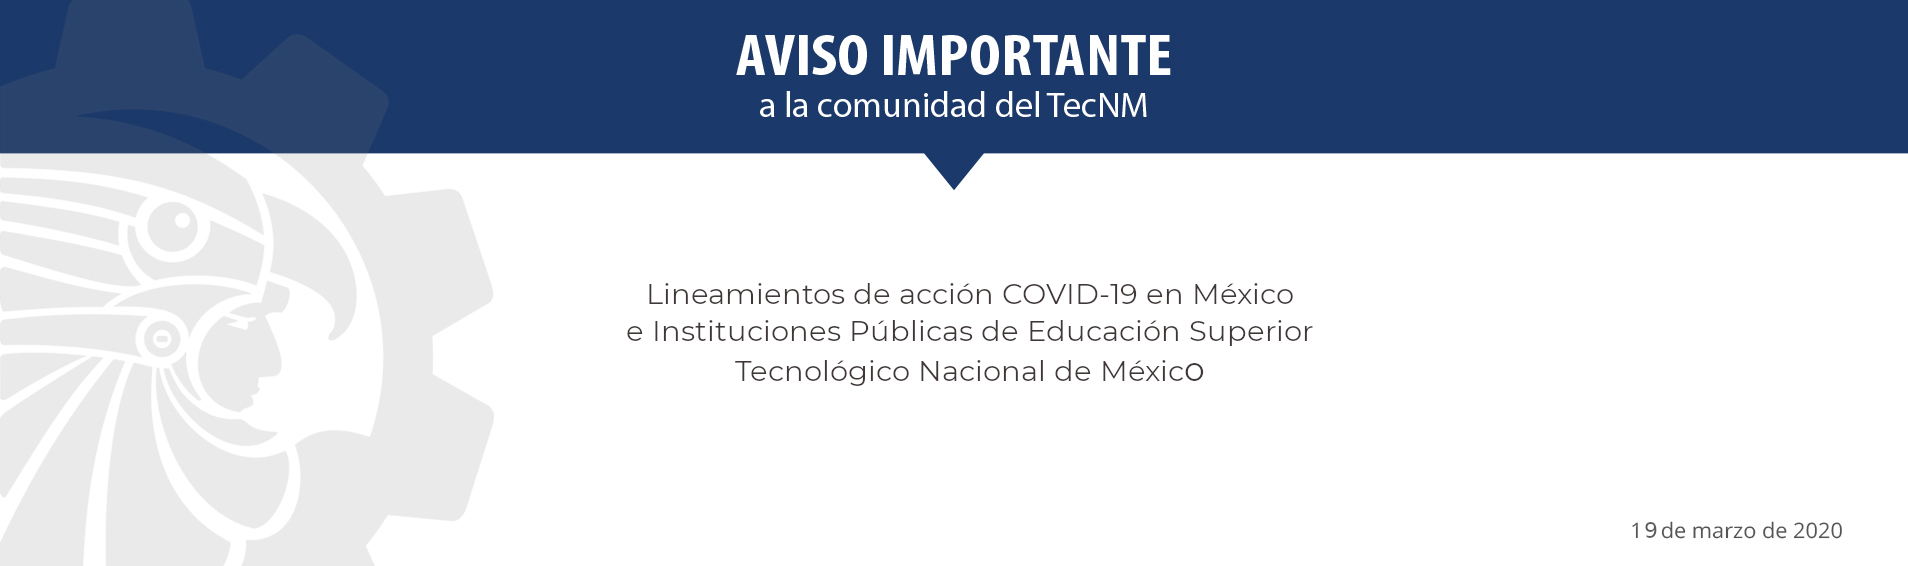 AVISO IMPORTANTE
a la comunidad del TecNM
Lineamientos de acción COVID-19 en México
e Instituciones Públicas de Educación Superior
Tecnológico Nacional de México
19 de marzo de 2020